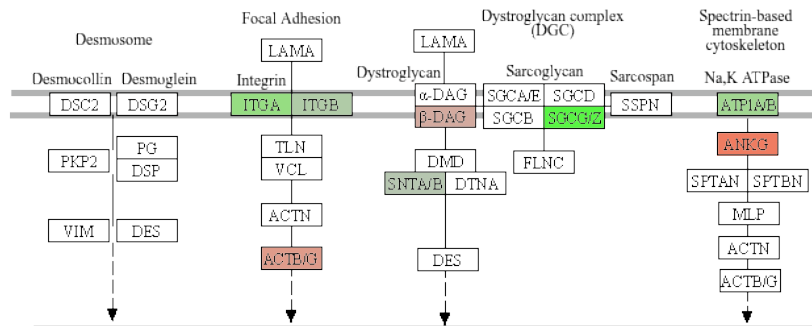 Desmosome
Desmocollin Desmoglein
DSC2 DSG2
PKP2
PG
DSP
VIM DES
Focal Adhesion
LAMA
Integrin
ITGA ITGB
TLN
VCL
ACTN
ACTB/G
Dystroglycan complex
(DGC)
LAMA
Dystroglycan
α-DAG
β-DAG
Sarcoglycan
SGCA/E SGCD
SGCB SGCG/Z
Sarcospan
SSPN
FLNC
DMD
SNTA/B DTNA
DES
Spectrin-based
membrane
cytoskeleton
Na,K ATPase
ATP1A/B
ANKG
SPTAN SPTBN
MLP
ACTN
ACTB/G